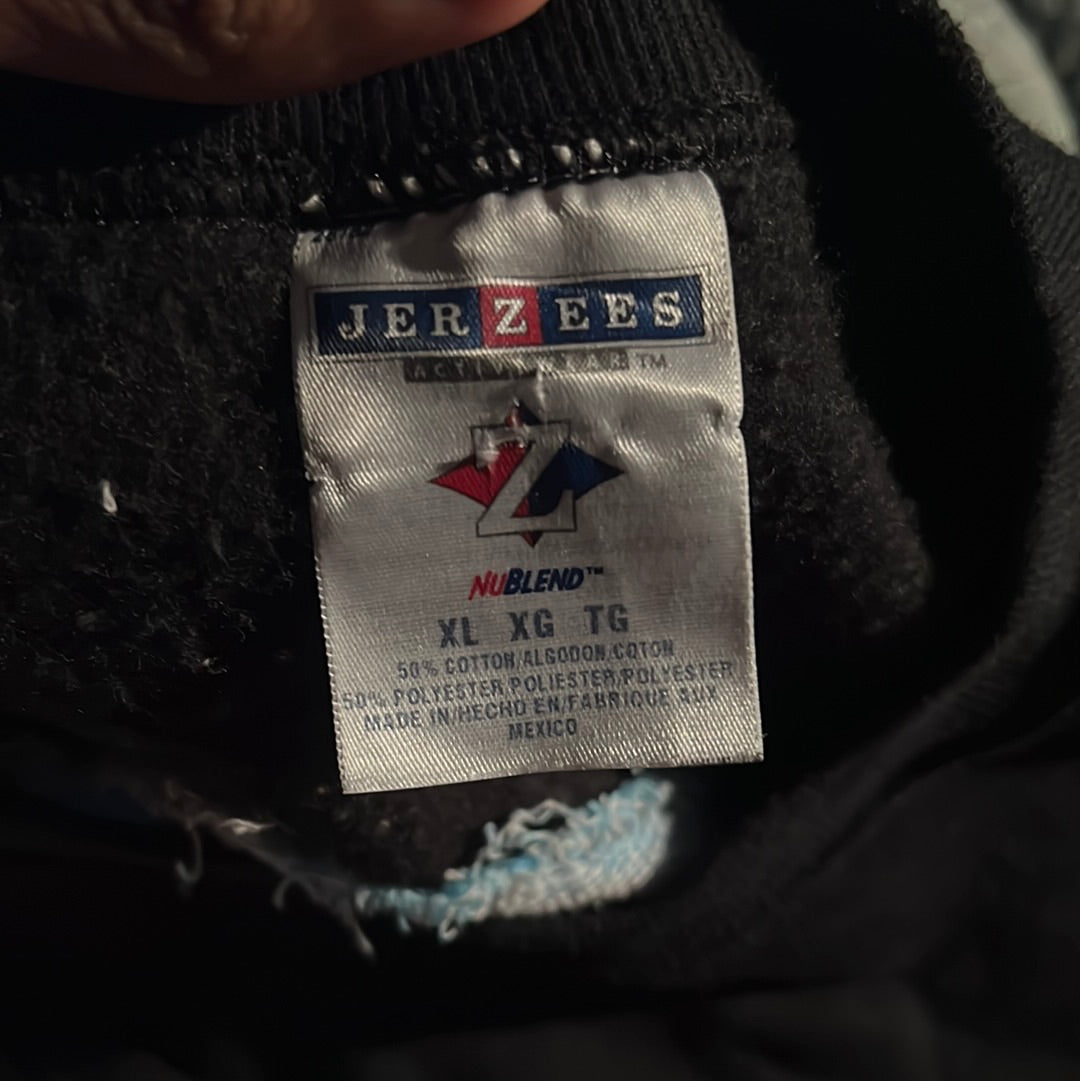 JERZEES
ACTIVEWEAR™
Z
NUBLEND™
XL XG TG
50% COTTON/ALGODON/COTON
50% POLYESTER/POLIESTER/POLYESTER
MADE IN/HECHO EN/FABRIQUE AUX
MEXICO